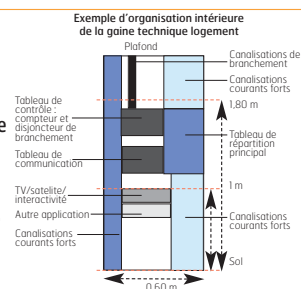 Exemple d'organisation intérieure
de la gaine technique logement
Plafond
Canalisations de
branchement
Canalisations
courants forts
1,80 m
Tableau de
contrôle :
compteur et
disjoncteur de
branchement
e
Tableau de
communication
Tableau de
répartition
principal
1 m
TV/satelite/
interactivité
Autre application
Canalisations
courants forts
Canalisations
courants forts
Sol
0,60 m